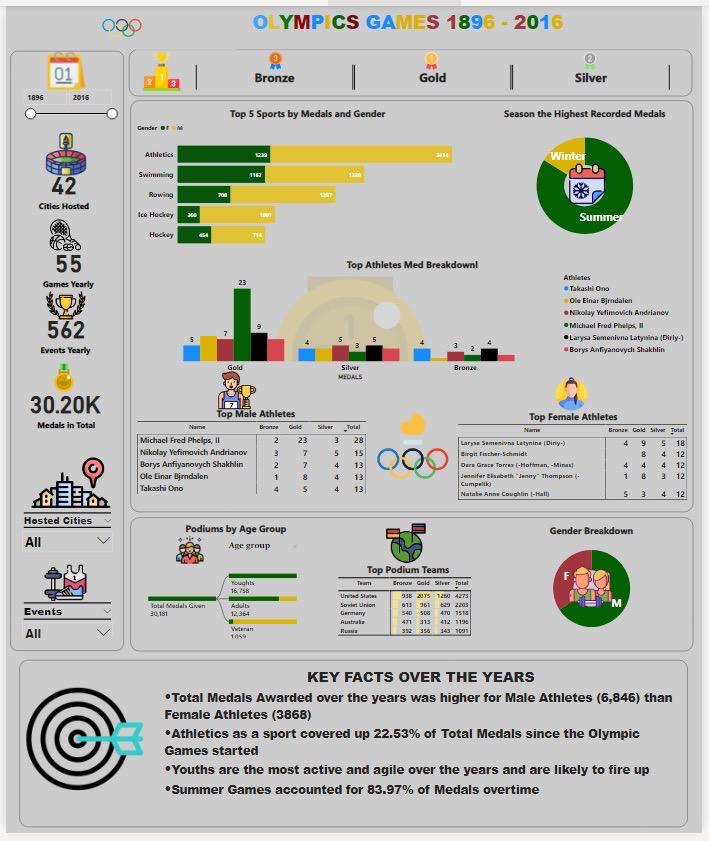 OLYMPICS GAMES 1896 - 2016
01
1896 2016
2 1 3
3
Bronze
1
Gold
2
Silver
42
Cities Hosted
55
Games Yearly
562
Events Yearly
30.20K
Medals in Total
Hosted Cities
All
Events
All
Top 5 Sports by Medals and Gender
Gender F M
Athletics 1239 2414
Swimming 1167 1320
Rowing 708 1397
Ice Hockey 300 1001
Hockey 454 714
Season the Highest Recorded Medals
Winter
Summer
Top Athletes Med Breakdownl
5 7 23 9
4 5 3 5
4 3 2 4
Gold Silver Bronze
MEDALS
Athletes
Takashi Ono
Ole Einar Bjrndalen
Nikolay Yefimovich Andrianov
Michael Fred Phelps, II
Larysa Semenivna Latynina (Diriy-)
Borys Anfiyanovych Shakhlin
Top Male Athletes
Name Bronze Gold Silver Total
Michael Fred Phelps, II 2 23 3 28
Nikolay Yefimovich Andrianov 3 7 5 15
Borys Anfiyanovych Shakhlin 2 7 4 13
Ole Einar Bjrndalen 1 8 4 13
Takashi Ono 4 5 4 13
Top Female Athletes
Name Bronze Gold Silver Total
Larysa Semenivna Latynina (Diriy-) 4 9 5 18
Birgit Fischer-Schmidt 8 4 12
Dara Grace Torres (-Hoffman, -Minas) 4 4 4 12
Jennifer Elisabeth "Jenny" Thompson (-
Cumpelik) 1 8 3 12
Natalie Anne Coughlin (-Hall) 5 3 4 12
Podiums by Age Group
Age group
Total Medals Given
30,181
Youghts
16,758
Adults
12,364
Veteran
1,059
Top Podium Teams
Team Bronze Gold Silver Total
United States 938 2075 1260 4273
Soviet Union 613 961 629 2203
Germany 540 508 470 1518
Australia 471 313 412 1196
Russia 392 356 343 1091
Gender Breakdown
F
M
KEY FACTS OVER THE YEARS
•Total Medals Awarded over the years was higher for Male Athletes (6,846) than
Female Athletes (3868)
•Athletics as a sport covered up 22.53% of Total Medals since the Olympic
Games started
•Youths are the most active and agile over the years and are likely to fire up
•Summer Games accounted for 83.97% of Medals overtime